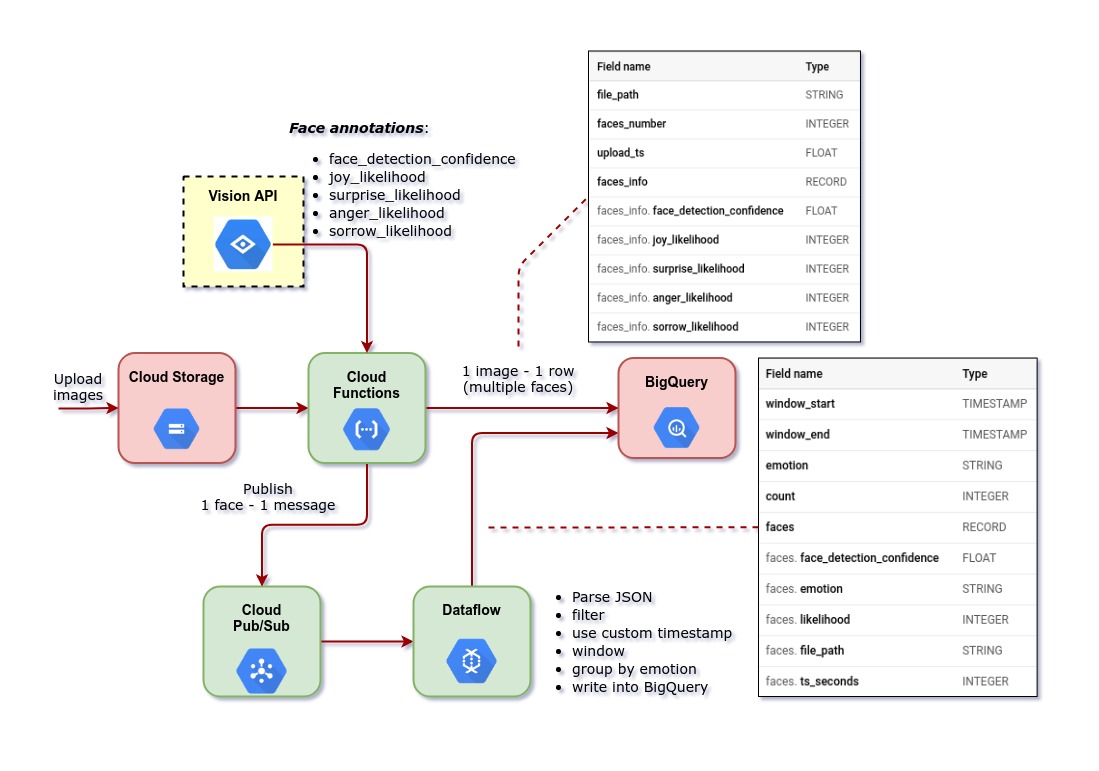 Field name Type
file_path STRING
faces_number INTEGER
upload_ts FLOAT
faces_info RECORD
faces_info. face_detection_confidence FLOAT
faces_info. joy_likelihood INTEGER
faces_info. surprise_likelihood INTEGER
faces_info. anger_likelihood INTEGER
faces_info. sorrow_likelihood INTEGER
Face annotations:
• face_detection_confidence
• joy_likelihood
• surprise_likelihood
• anger_likelihood
• sorrow_likelihood
Vision API
Upload
images
Cloud Storage
Cloud
Functions
1 image - 1 row
(multiple faces)
BigQuery
Field name Type
window_start TIMESTAMP
window_end TIMESTAMP
emotion STRING
count INTEGER
faces RECORD
faces. face_detection_confidence FLOAT
faces. emotion STRING
faces. likelihood INTEGER
faces. file_path STRING
faces. ts_seconds INTEGER
Publish
1 face - 1 message
Cloud
Pub/Sub
Dataflow
• Parse JSON
• filter
• use custom timestamp
• window
• group by emotion
• write into BigQuery